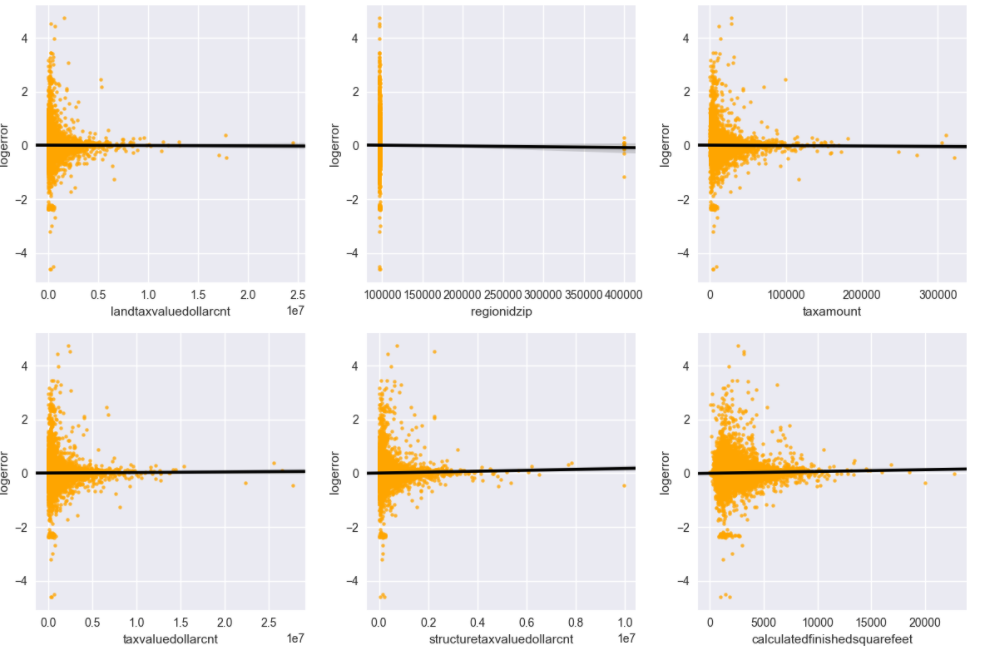 4
2
0
−2
−4
logerror
0.0 0.5 1.0 1.5 2.0 2.5
1e7
landtaxvaluedollarcnt
4
2
0
−2
−4
logerror
100000 150000 200000 250000 300000 350000 400000
regionidzip
4
2
0
−2
−4
logerror
0 100000 200000 300000
taxamount
4
2
0
−2
−4
logerror
0.0 0.5 1.0 1.5 2.0 2.5
1e7
taxvaluedollarcnt
4
2
0
−2
−4
logerror
0.0 0.2 0.4 0.6 0.8 1.0
1e7
structuretaxvaluedollarcnt
4
2
0
−2
−4
logerror
0 5000 10000 15000 20000
calculatedfinishedsquarefeet